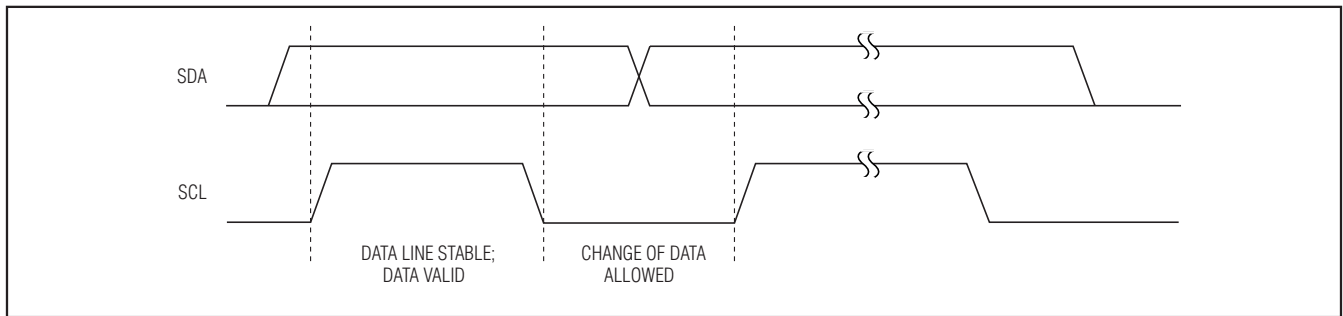 SDA
SCL
DATA LINE STABLE;
DATA VALID
CHANGE OF DATA
ALLOWED